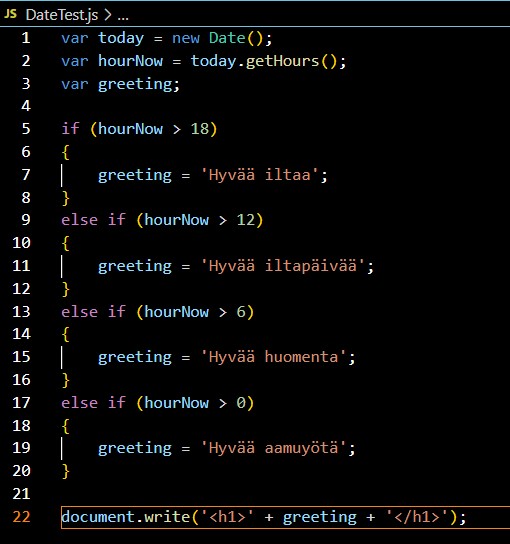 JS DateTest.js > ...
1 var today = new Date();
2 var hourNow = today.getHours();
3 var greeting;
4
5 if (hourNow > 18)
6 {
7     greeting = 'Hyvää iltaa';
8 }
9 else if (hourNow > 12)
10 {
11     greeting = 'Hyvää iltapäivää';
12 }
13 else if (hourNow > 6)
14 {
15     greeting = 'Hyvää huomenta';
16 }
17 else if (hourNow > 0)
18 {
19     greeting = 'Hyvää aamuyötä';
20 }
21
22 document.write('<h1>' + greeting + '</h1>');